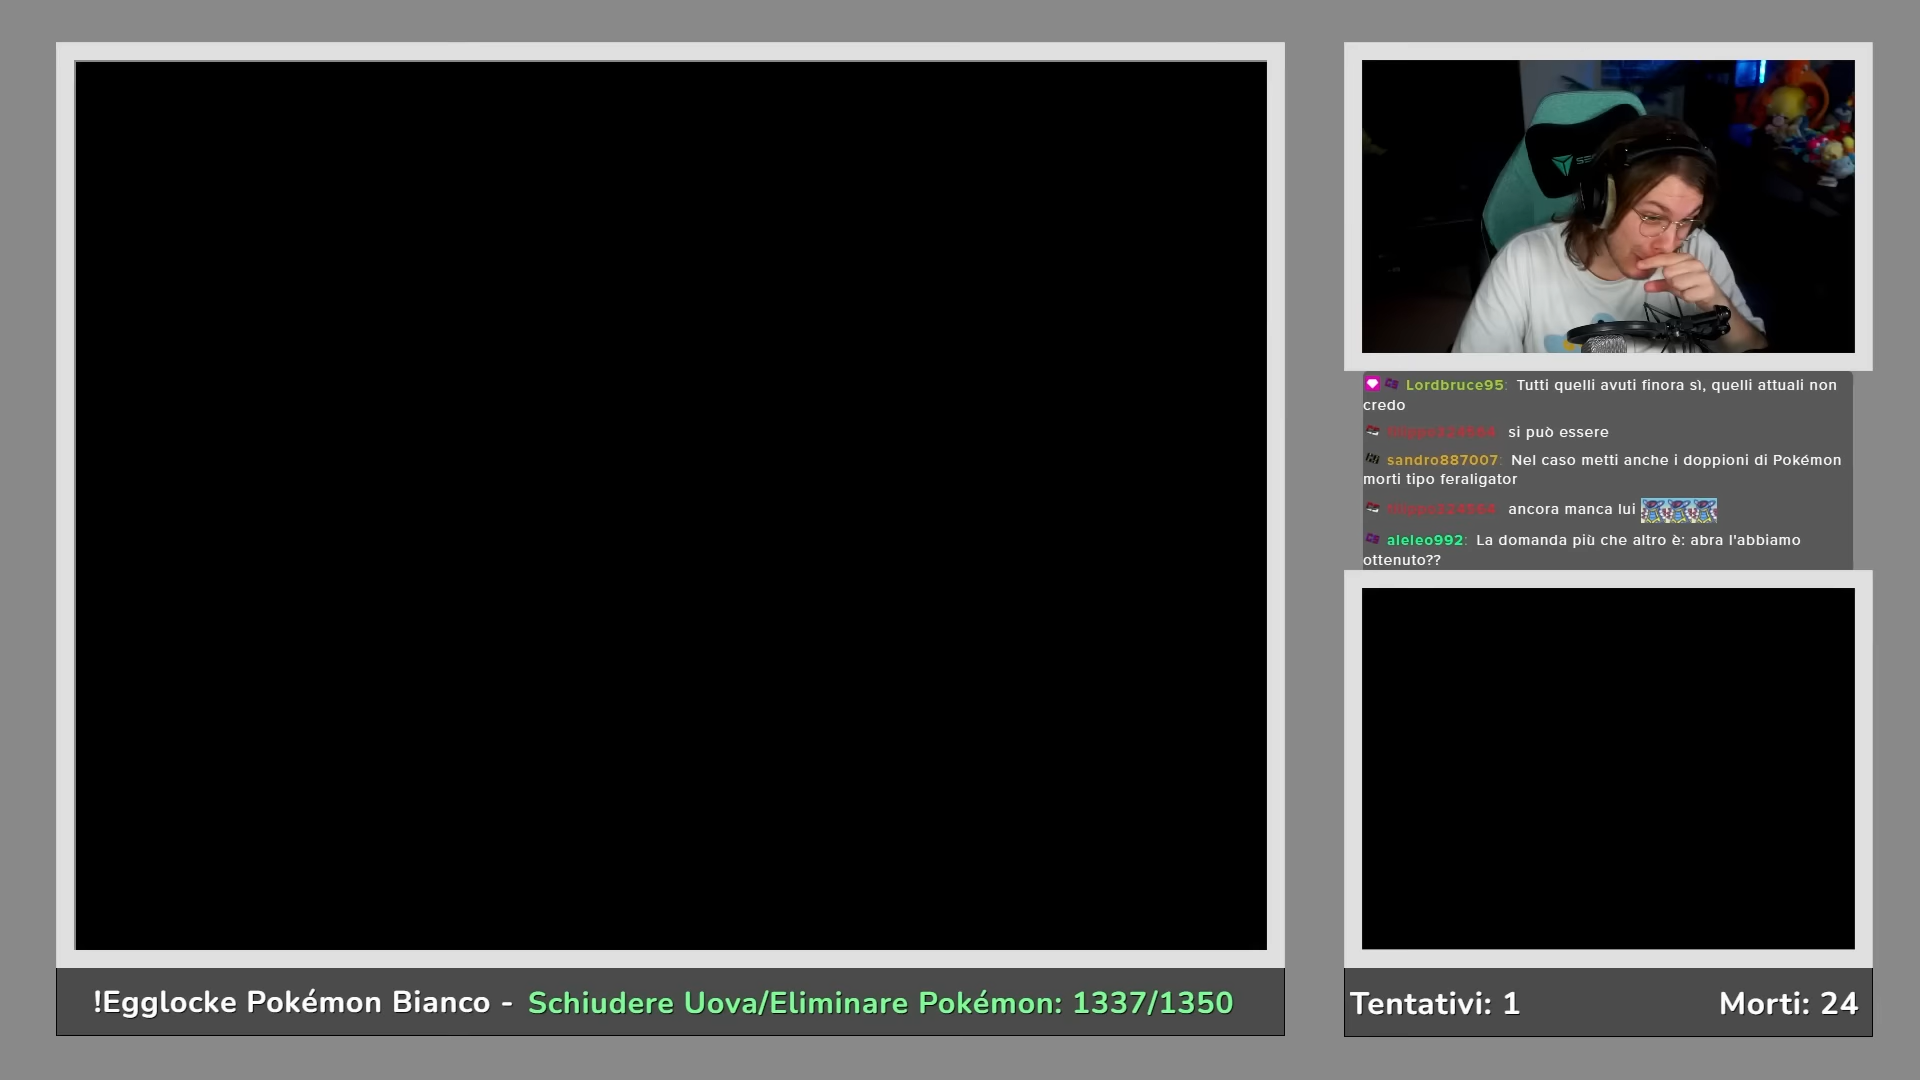 Lordbruce95: Tutti quelli avuti finora sì, quelli attuali non
credo
si può essere
sandro887007: Nel caso metti anche i doppioni di Pokémon
morti tipo feraligator
ancora manca lui
aleleo992: La domanda più che altro è: abra l'abbiamo
ottenuto??
!Egglocke Pokémon Bianco - Schiudere Uova/Eliminare Pokémon: 1337/1350
Tentativi: 1
Morti: 24